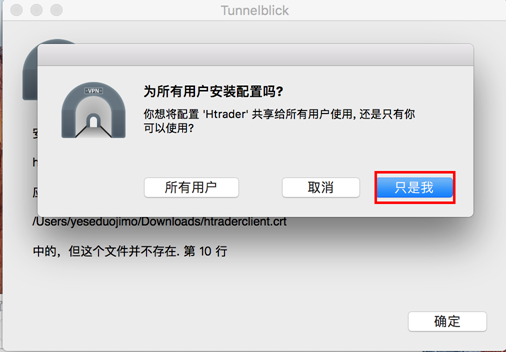 Tunnelblick
VPN
为所有用户安装配置吗?
你想将配置 'Htrader' 共享给所有用户使用, 还是只有你
可以使用?
所有用户
取消
只是我
/Users/yeseduojimo/Downloads/htraderclient.crt
中的，但这个文件并不存在. 第 10 行
确定